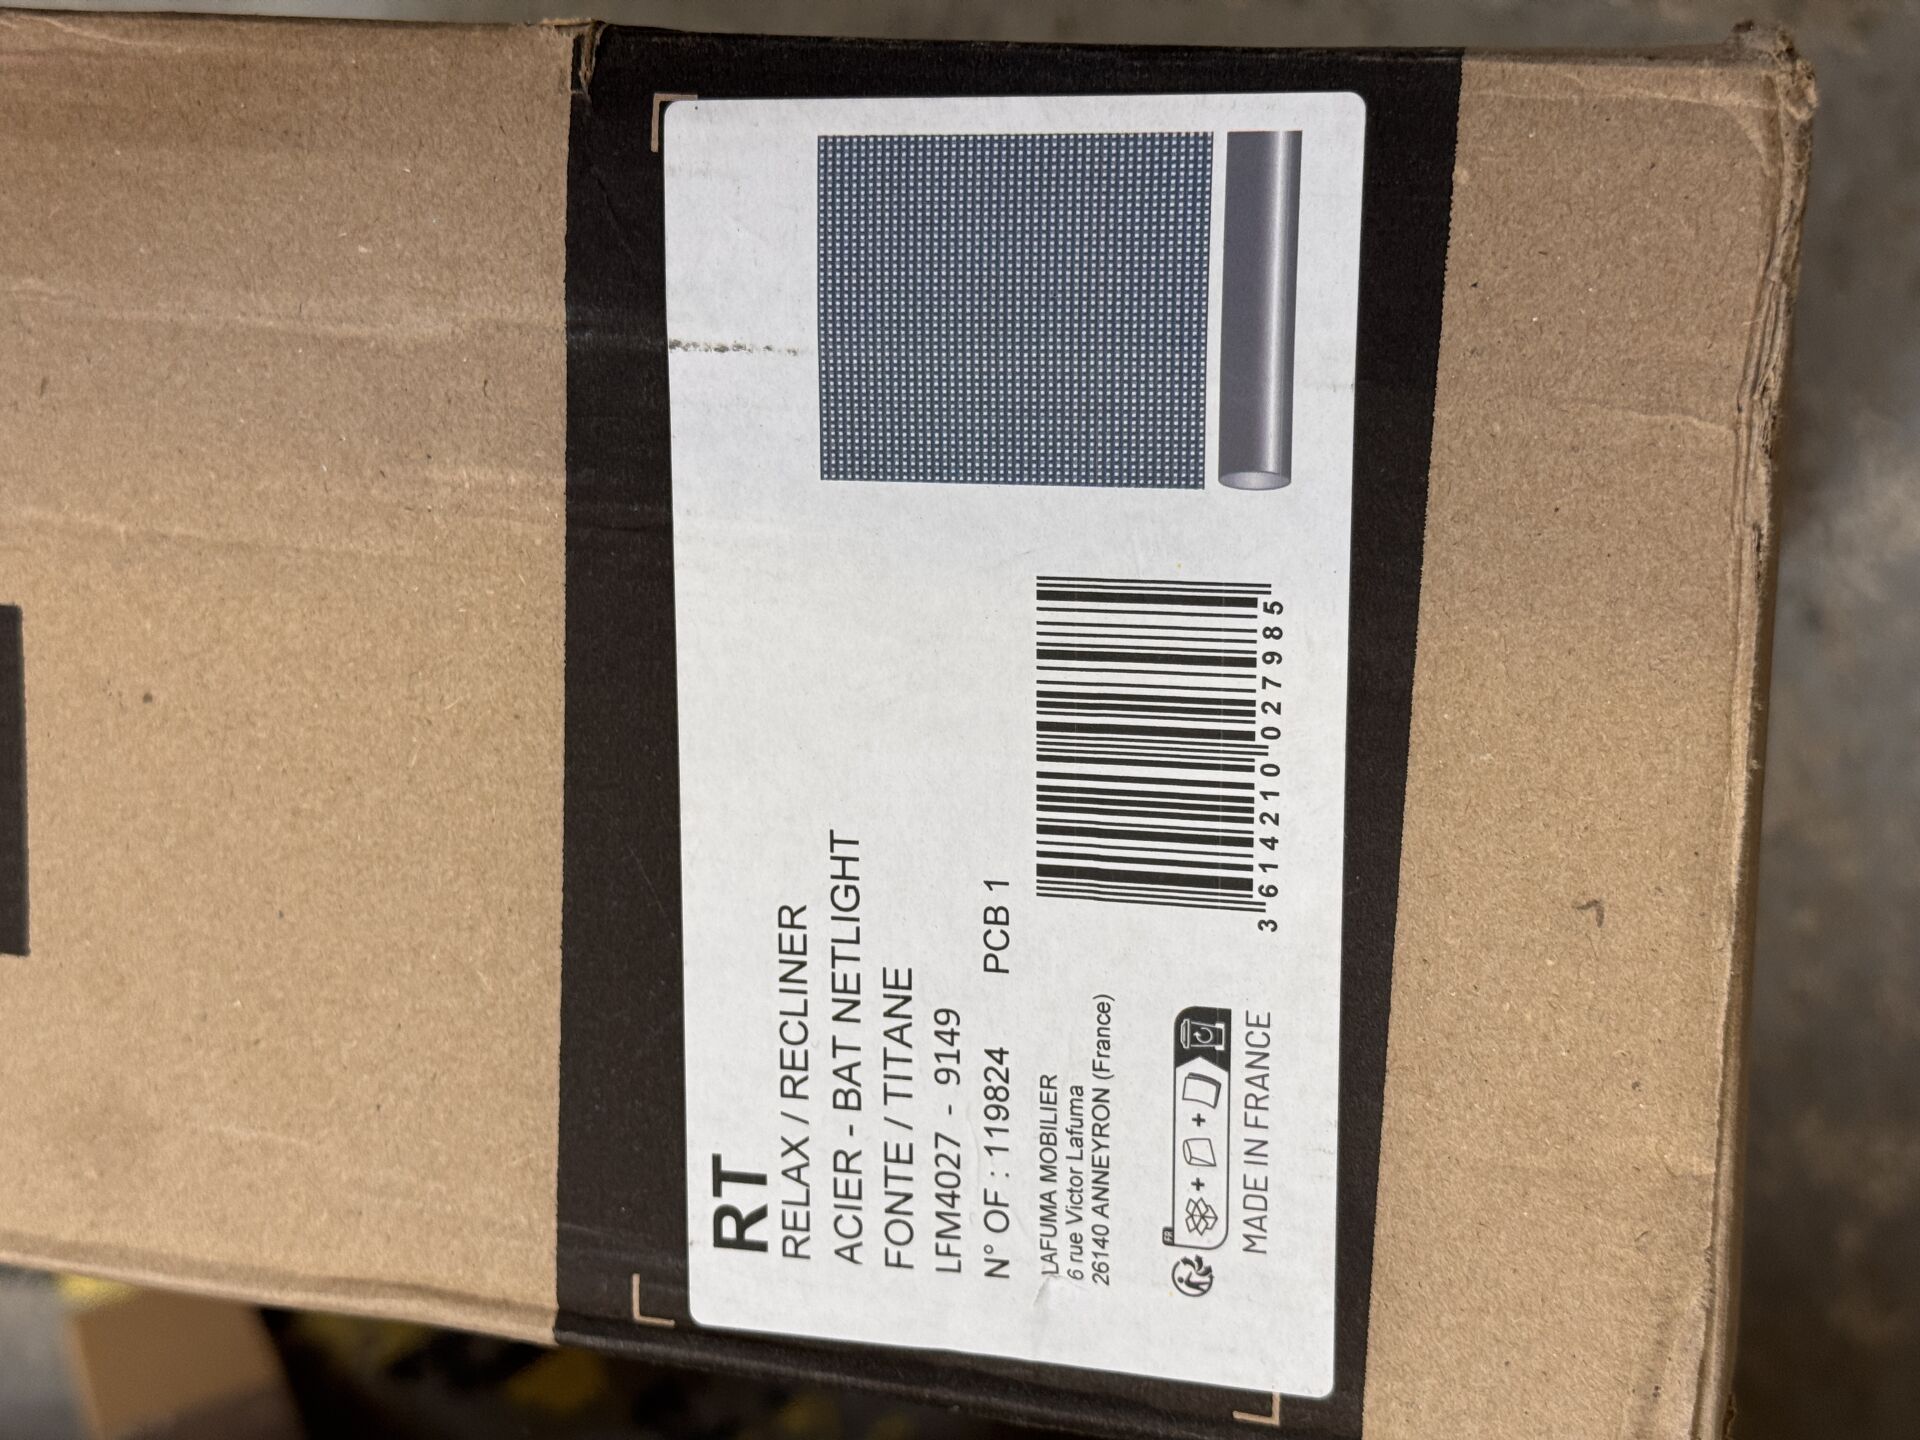 RT
RELAX / RECLINER
ACIER - BAT NETLIGHT
FONTE / TITANE
LFM4027 - 9149
N° OF : 119824 PCB 1
LAFUMA MOBILIER
6 rue Victor Lafuma
26140 ANNEYRON (France)
FR
MADE IN FRANCE
3 614210 027985